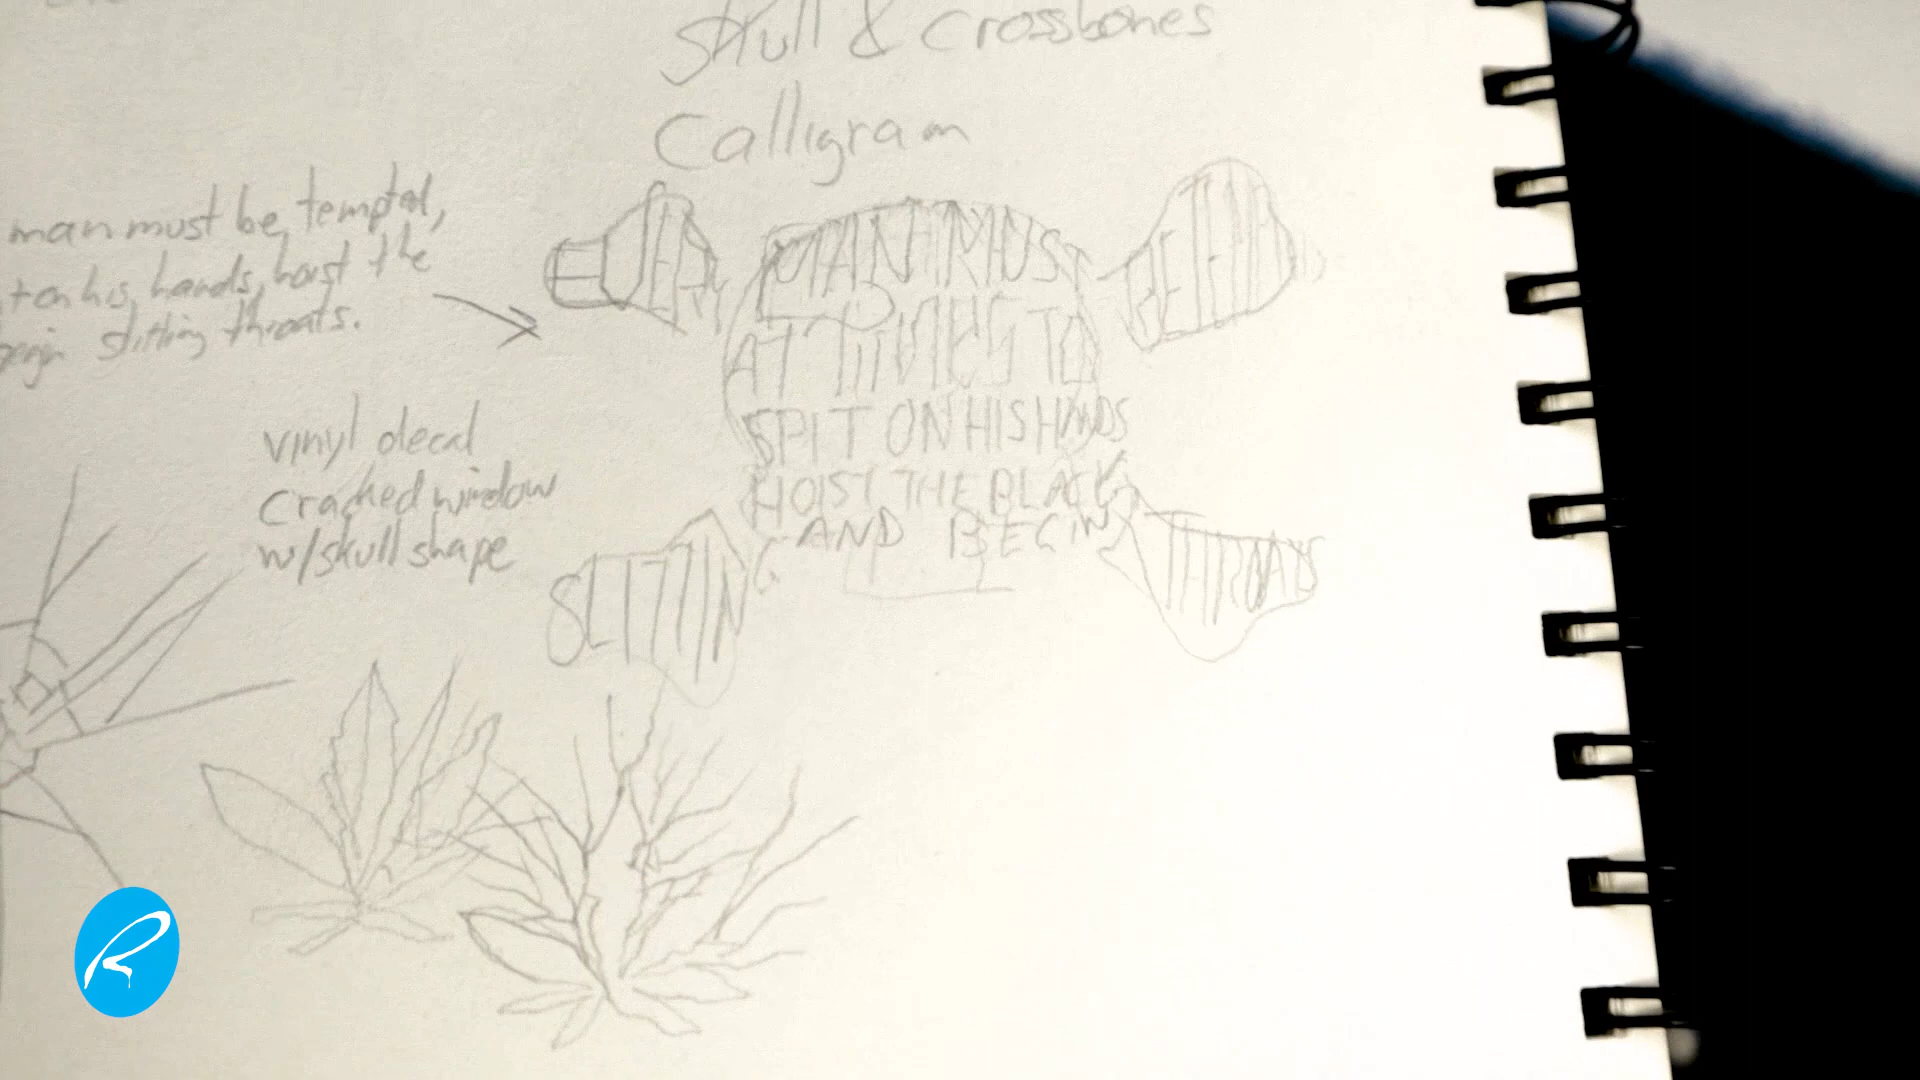 Skull & Crossbones
Calligram
man must be tempted,
t on his hands, hoist the
begin slitting throats.
EVERY
MAN MUST
BE TEMPTED
AT TIMES TO
SPIT ON HIS HANDS
HOIST THE BLACK
AND BEGIN
SLITTIN
THROATS
vinyl decal
cracked window
w/skull shape
R